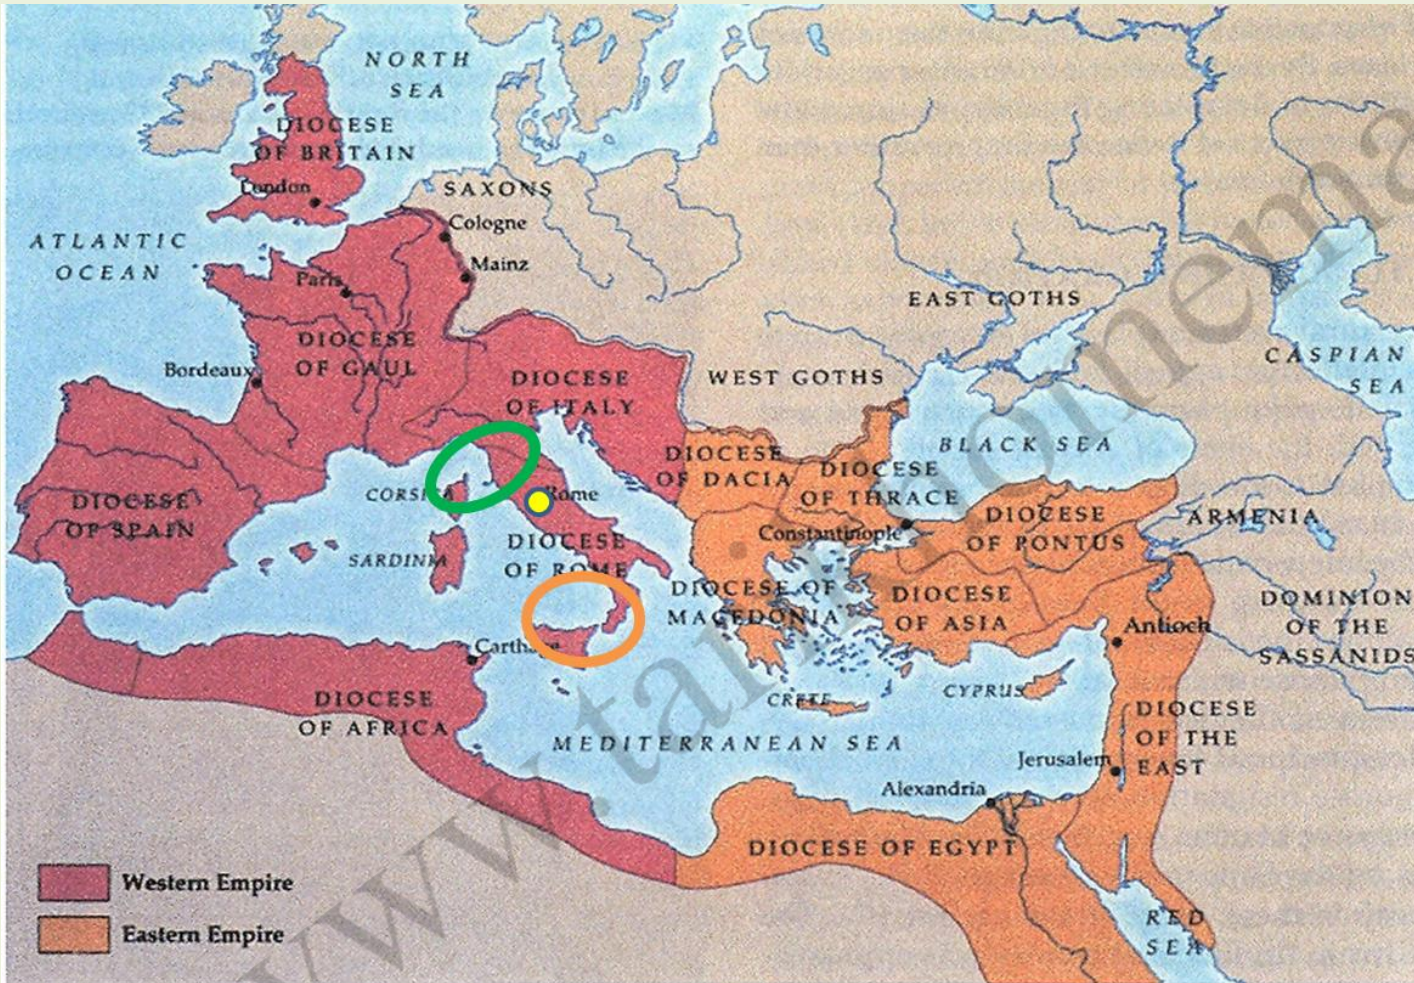 NORTH
SEA
DIOCESE
OF BRITAIN
London
SAXONS
Cologne
ATLANTIC
OCEAN
Mainz
Paris
EAST GOTHS
DIOCESE
OF GAUL
Bordeaux
CASPIAN
SEA
DIOCESE
OF ITALY
WEST GOTHS
BLACK SEA
DIOCESE
OF DACIA
DIOCESE
OF THRACE
CORSICA
Rome
DIOCESE
OF SPAIN
Constantinople
DIOCESE
OF PONTUS
ARMENIA
SARDINIA
DIOCESE
OF ROME
DIOCESE OF
MACEDONIA
DIOCESE
OF ASIA
DOMINION
OF THE
SASSANIDS
Antioch
Carthage
DIOCESE
OF AFRICA
CRETE
CYPRUS
DIOCESE
OF THE
EAST
MEDITERRANEAN SEA
Jerusalem
Alexandria
DIOCESE OF EGYPT
RED
SEA
Western Empire
Eastern Empire